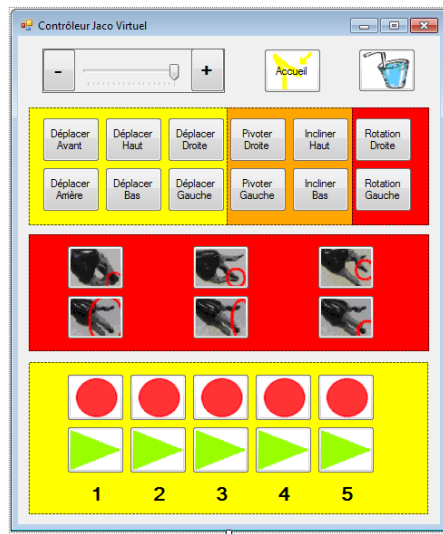 Contrôleur Jaco Virtuel
- +
Accueil
Déplacer Avant
Déplacer Haut
Déplacer Droite
Pivoter Droite
Incliner Haut
Rotation Droite
Déplacer Arrière
Déplacer Bas
Déplacer Gauche
Pivoter Gauche
Incliner Bas
Rotation Gauche
1 2 3 4 5